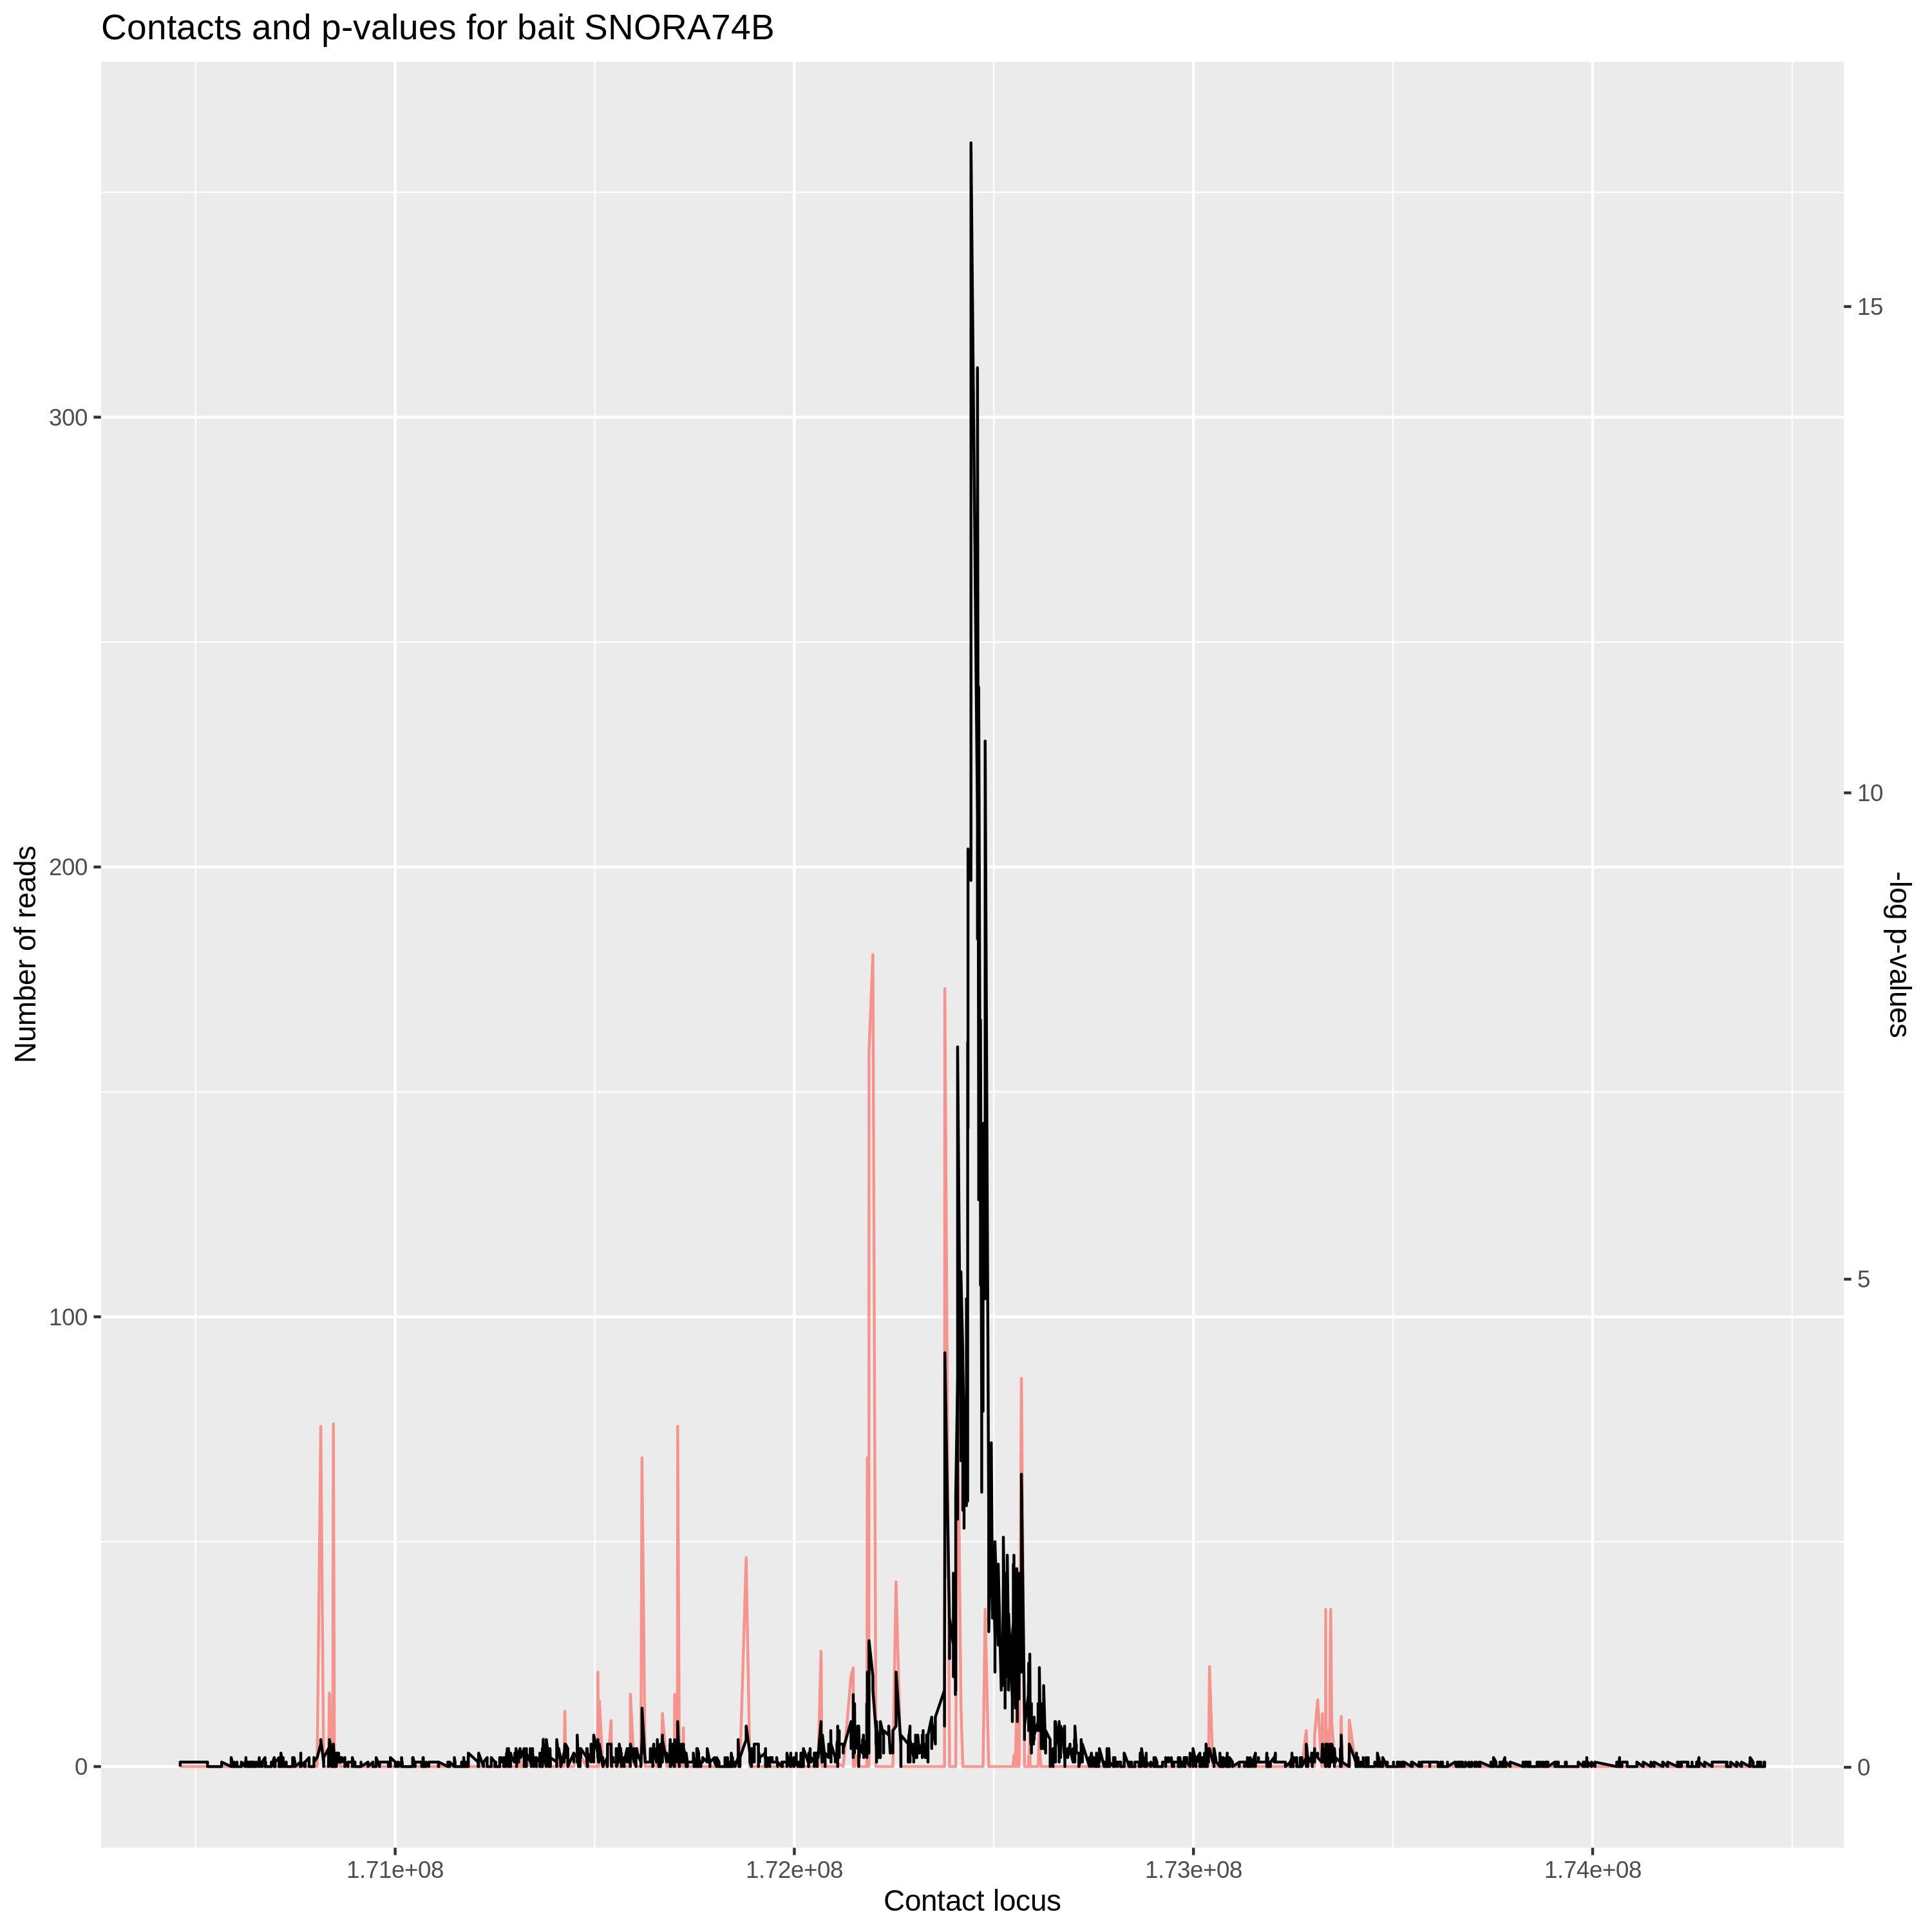 Contacts and p-values for bait SNORA74B
Number of reads
300
200
100
0
15
10
5
0
-log p-values
1.71e+08 1.72e+08 1.73e+08 1.74e+08
Contact locus